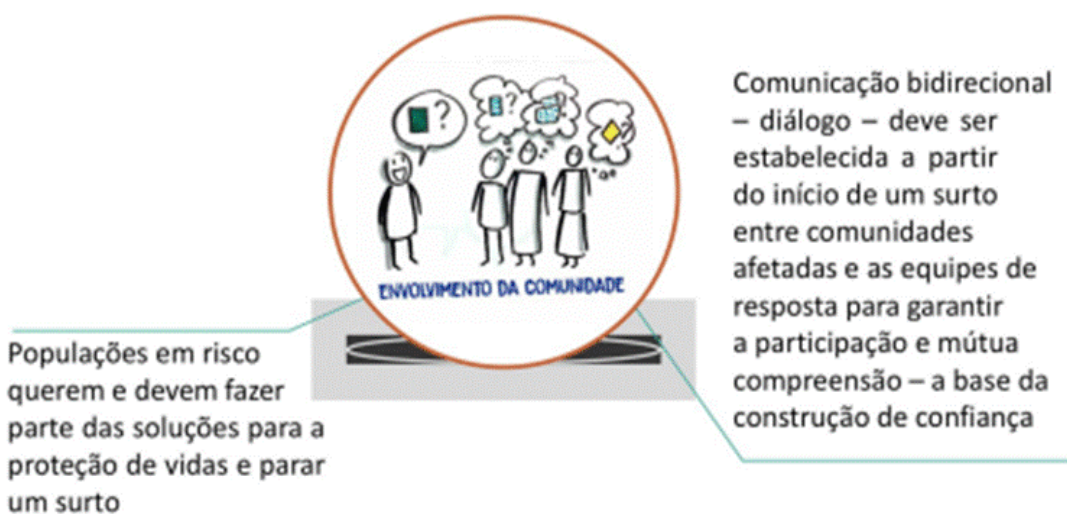 ?
?
?
?
ENVOLVIMENTO DA COMUNIDADE
Populações em risco
querem e devem fazer
parte das soluções para a
proteção de vidas e parar
um surto
Comunicação bidirecional
– diálogo – deve ser
estabelecida a partir
do início de um surto
entre comunidades
afetadas e as equipes de
resposta para garantir
a participação e mútua
compreensão – a base da
construção de confiança